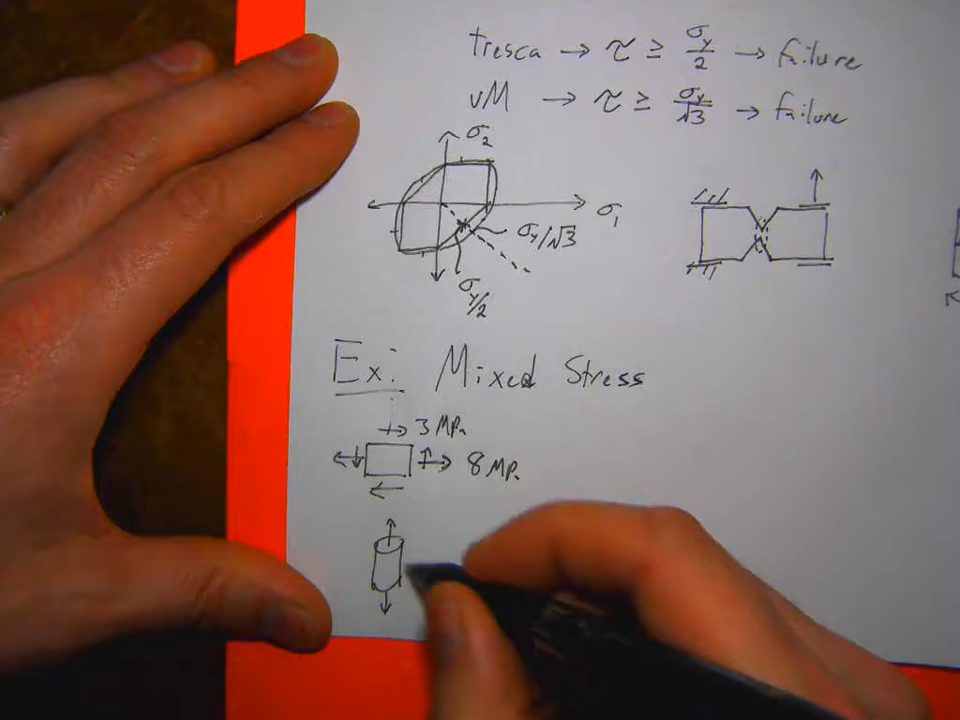 tresca → τ ≥ σy/2 → failure
vM → τ ≥ σy/√3 → failure
σ2
σ1
σy/√3
σy/2
Ex: Mixed Stress
3 MPa
8 MPa